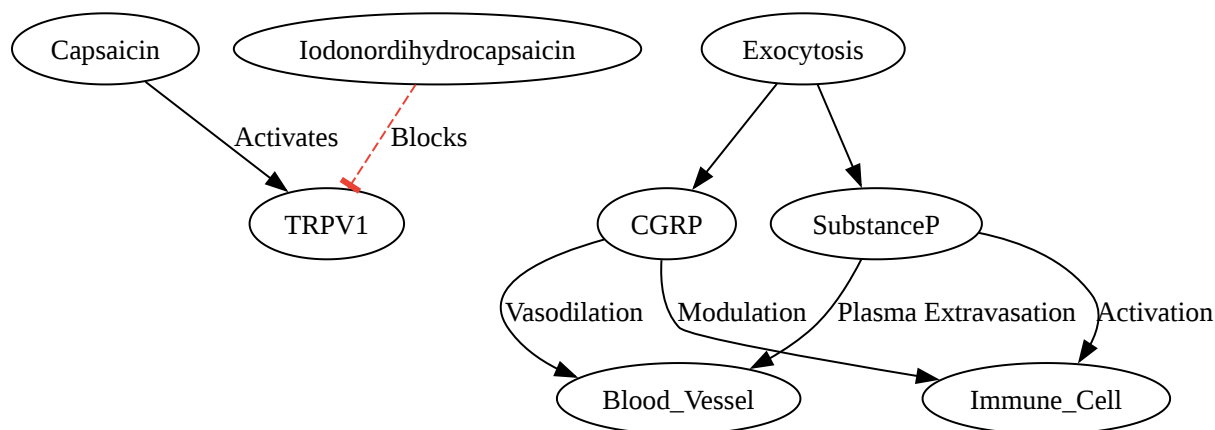 Capsaicin
Iodonordihydrocapsaicin
Exocytosis
Activates
Blocks
TRPV1
CGRP
SubstanceP
Vasodilation
Modulation
Plasma Extravasation
Activation
Blood_Vessel
Immune_Cell